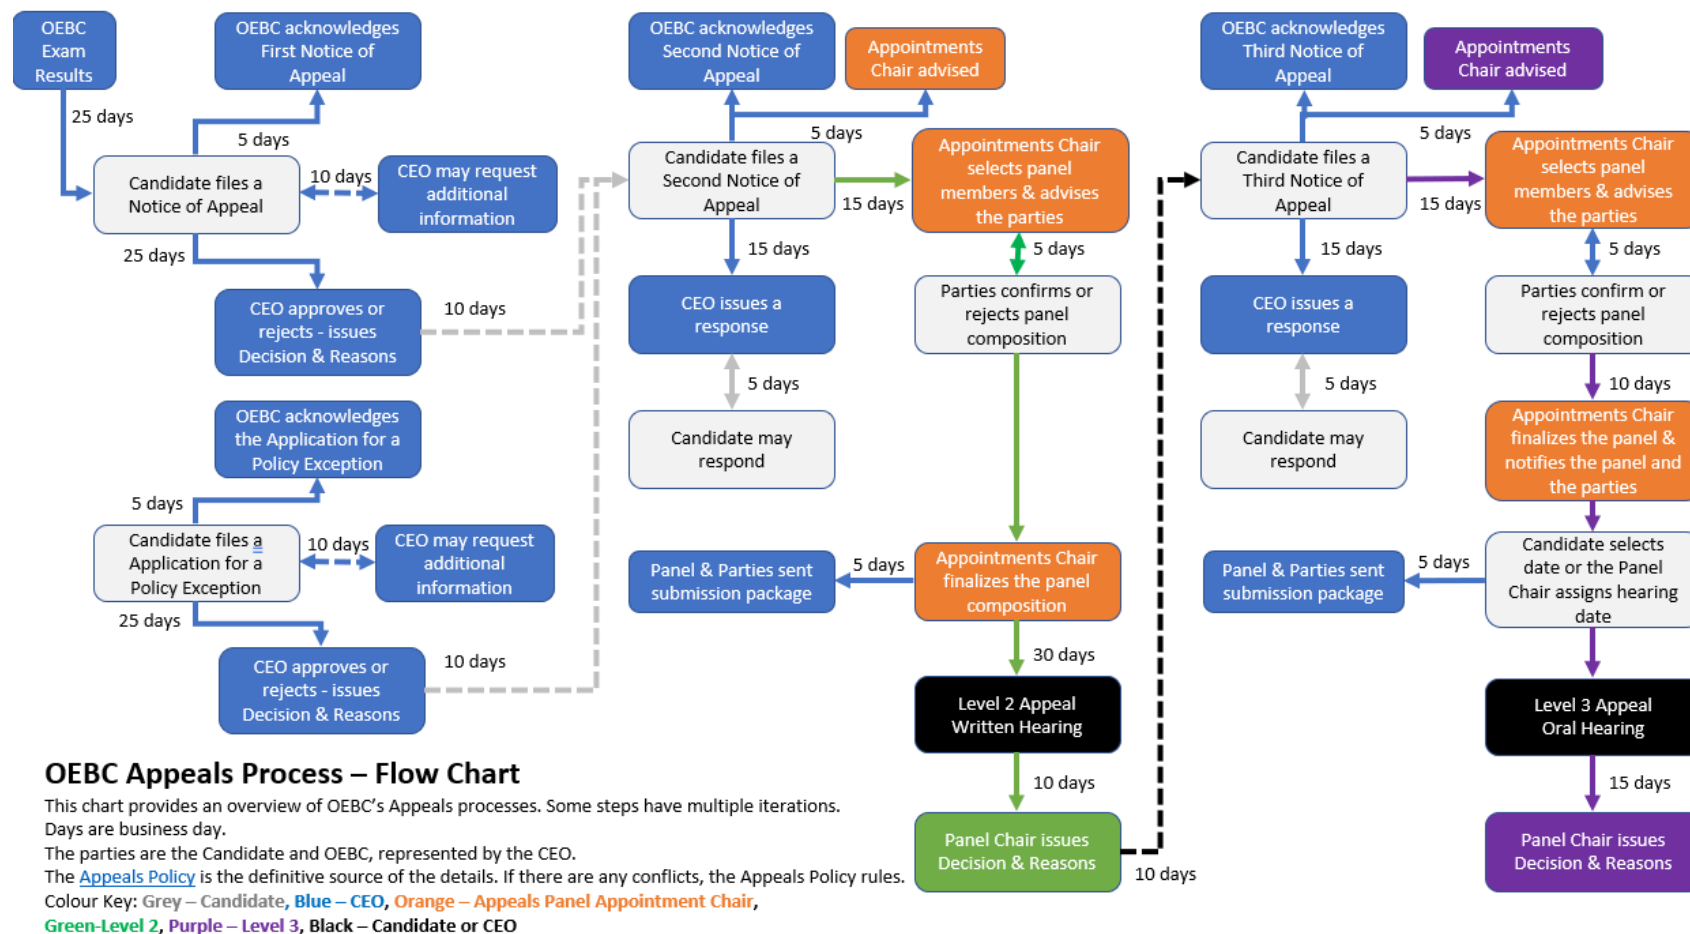 OEBC
Exam
Results
25 days
OEBC acknowledges
First Notice of
Appeal
5 days
Candidate files a
Notice of Appeal
10 days
CEO may request
additional
information
25 days
CEO approves or
rejects - issues
Decision & Reasons
10 days
OEBC acknowledges
the Application for a
Policy Exception
5 days
Candidate files a
Application for a
Policy Exception
10 days
CEO may request
additional
information
25 days
CEO approves or
rejects - issues
Decision & Reasons
10 days
OEBC acknowledges
Second Notice of
Appeal
Appointments
Chair advised
5 days
Candidate files a
Second Notice of
Appeal
15 days
Appointments Chair
selects panel
members & advises
the parties
15 days
CEO issues a
response
5 days
Candidate may
respond
5 days
Parties confirms or
rejects panel
composition
Appointments Chair
finalizes the panel
composition
5 days
Panel & Parties sent
submission package
30 days
Level 2 Appeal
Written Hearing
10 days
Panel Chair issues
Decision & Reasons
10 days
OEBC acknowledges
Third Notice of
Appeal
Appointments
Chair advised
5 days
Candidate files a
Third Notice of
Appeal
15 days
Appointments Chair
selects panel
members & advises
the parties
15 days
CEO issues a
response
5 days
Candidate may
respond
5 days
Parties confirm or
rejects panel
composition
10 days
Appointments Chair
finalizes the panel &
notifies the panel and
the parties
Candidate selects
date or the Panel
Chair assigns hearing
date
5 days
Panel & Parties sent
submission package
Level 3 Appeal
Oral Hearing
15 days
Panel Chair issues
Decision & Reasons
OEBC Appeals Process – Flow Chart
This chart provides an overview of OEBC's Appeals processes. Some steps have multiple iterations.
Days are business day.
The parties are the Candidate and OEBC, represented by the CEO.
The Appeals Policy is the definitive source of the details. If there are any conflicts, the Appeals Policy rules.
Colour Key: Grey – Candidate, Blue – CEO, Orange – Appeals Panel Appointment Chair,
Green-Level 2, Purple – Level 3, Black – Candidate or CEO